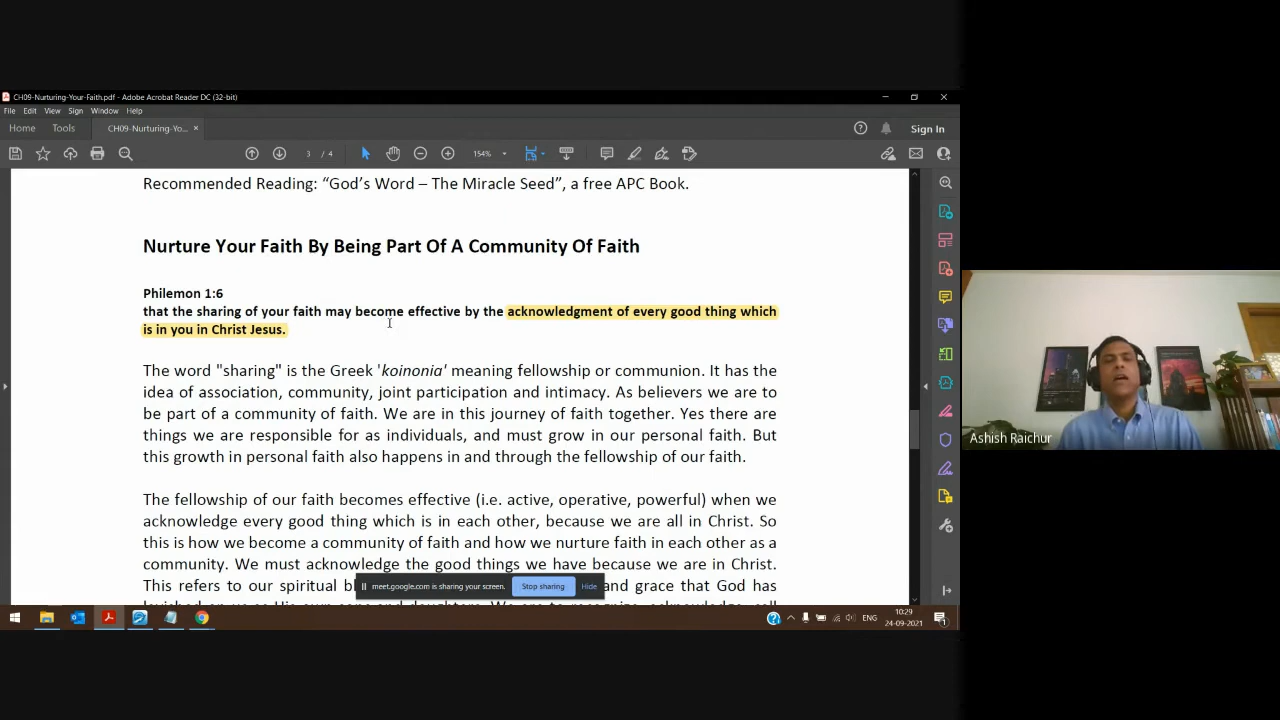 CH09-Nurturing-Your-Faith.pdf - Adobe Acrobat Reader DC (32-bit)
File Edit View Sign Window Help
Home Tools CH09-Nurturing-Yo... × Sign In
3 / 4 154%
Recommended Reading: “God’s Word – The Miracle Seed”, a free APC Book.
Nurture Your Faith By Being Part Of A Community Of Faith
Philemon 1:6
that the sharing of your faith may become effective by the acknowledgment of every good thing which
is in you in Christ Jesus.
The word "sharing" is the Greek 'koinonia' meaning fellowship or communion. It has the
idea of association, community, joint participation and intimacy. As believers we are to
be part of a community of faith. We are in this journey of faith together. Yes there are
things we are responsible for as individuals, and must grow in our personal faith. But
this growth in personal faith also happens in and through the fellowship of our faith.
The fellowship of our faith becomes effective (i.e. active, operative, powerful) when we
acknowledge every good thing which is in each other, because we are all in Christ. So
this is how we become a community of faith and how we nurture faith in each other as a
community. We must acknowledge the good things we have because we are in Christ.
This refers to our spiritual and grace that God has
meet.google.com is sharing your screen. Stop sharing Hide
ENG
10:29
24-09-2021
Ashish Raichur